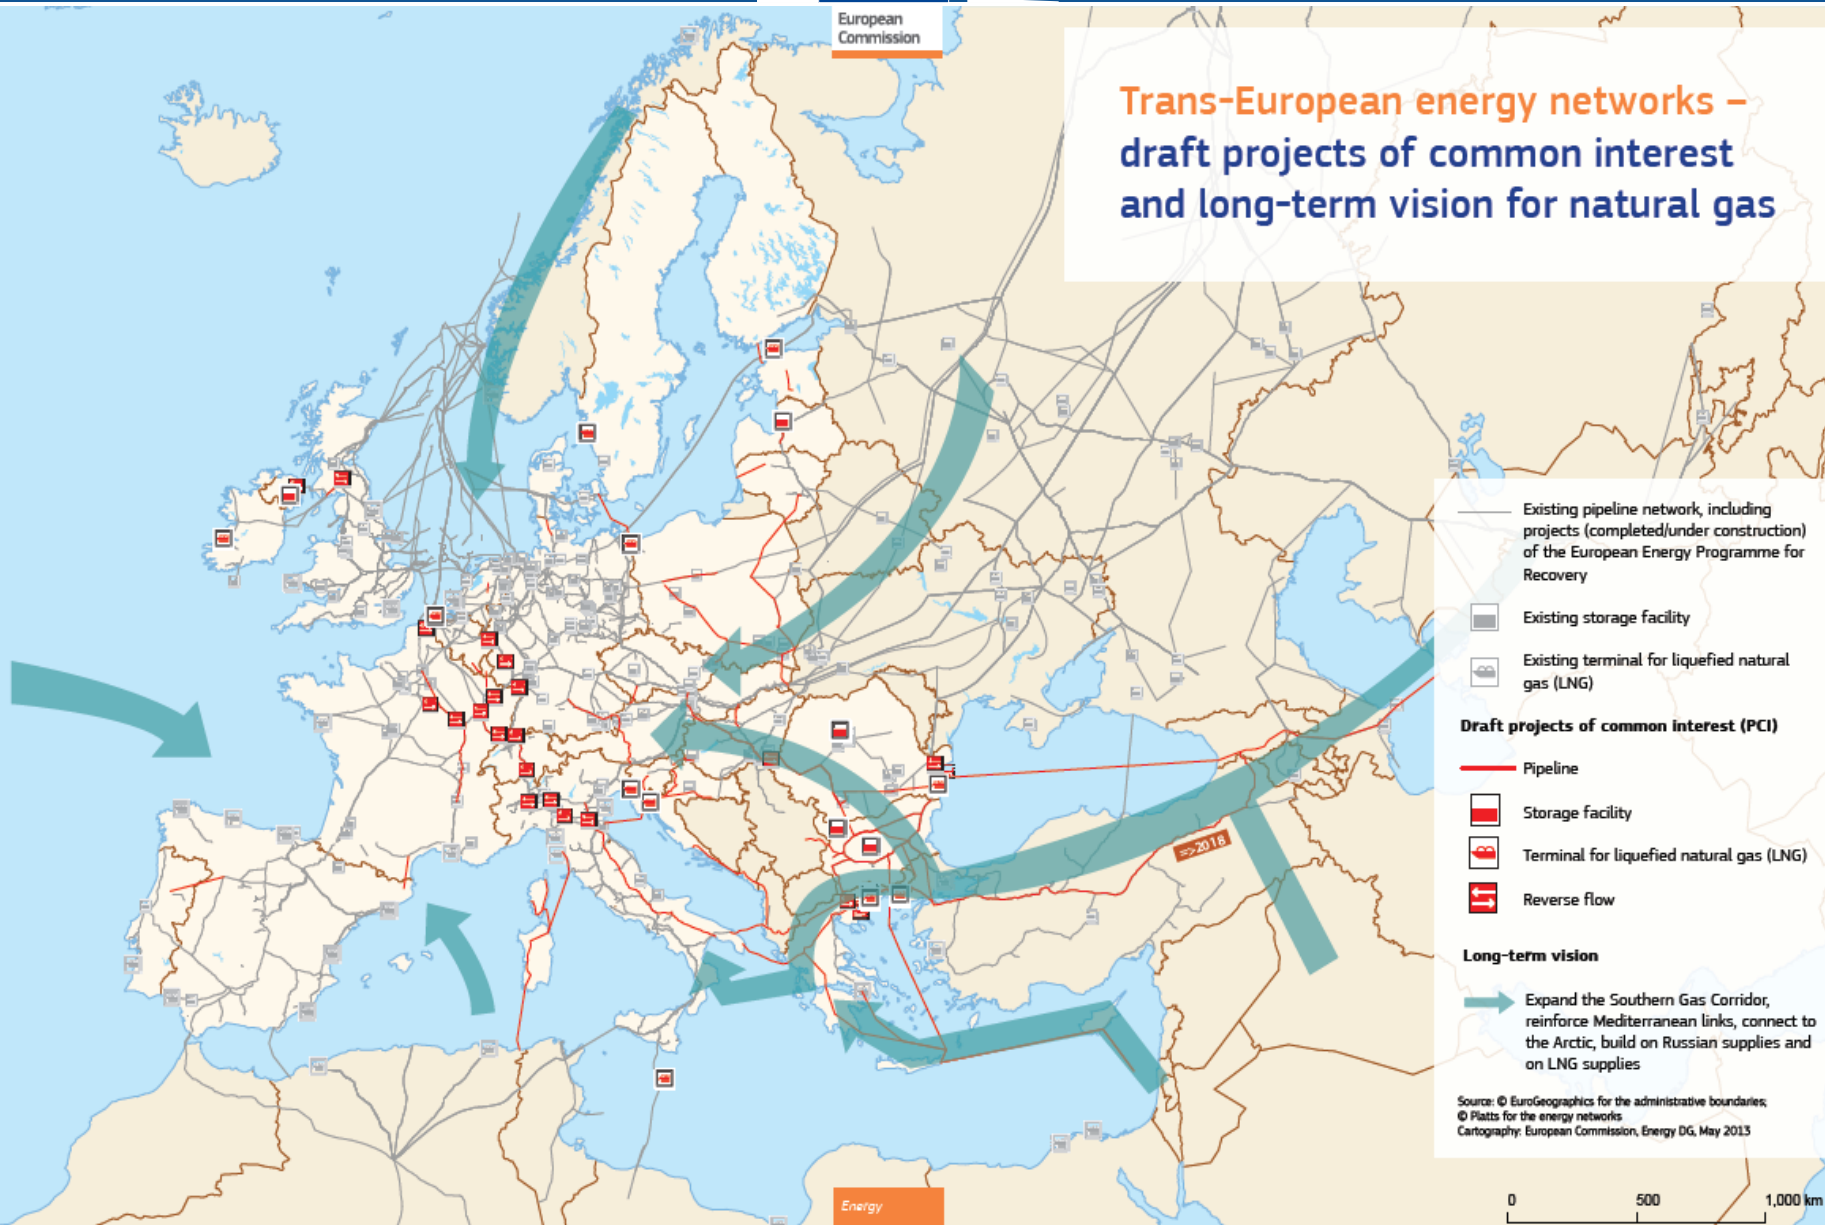 European
Commission
Trans-European energy networks –
draft projects of common interest
and long-term vision for natural gas
=>2018
Existing pipeline network, including
projects (completed/under construction)
of the European Energy Programme for
Recovery
Existing storage facility
Existing terminal for liquefied natural
gas (LNG)
Draft projects of common interest (PCI)
Pipeline
Storage facility
Terminal for liquefied natural gas (LNG)
Reverse flow
Long-term vision
Expand the Southern Gas Corridor,
reinforce Mediterranean links, connect to
the Arctic, build on Russian supplies and
on LNG supplies
Source: © EuroGeographics for the administrative boundaries;
© Platts for the energy networks
Cartography: European Commission, Energy DG, May 2013
0 500 1,000 km
Energy